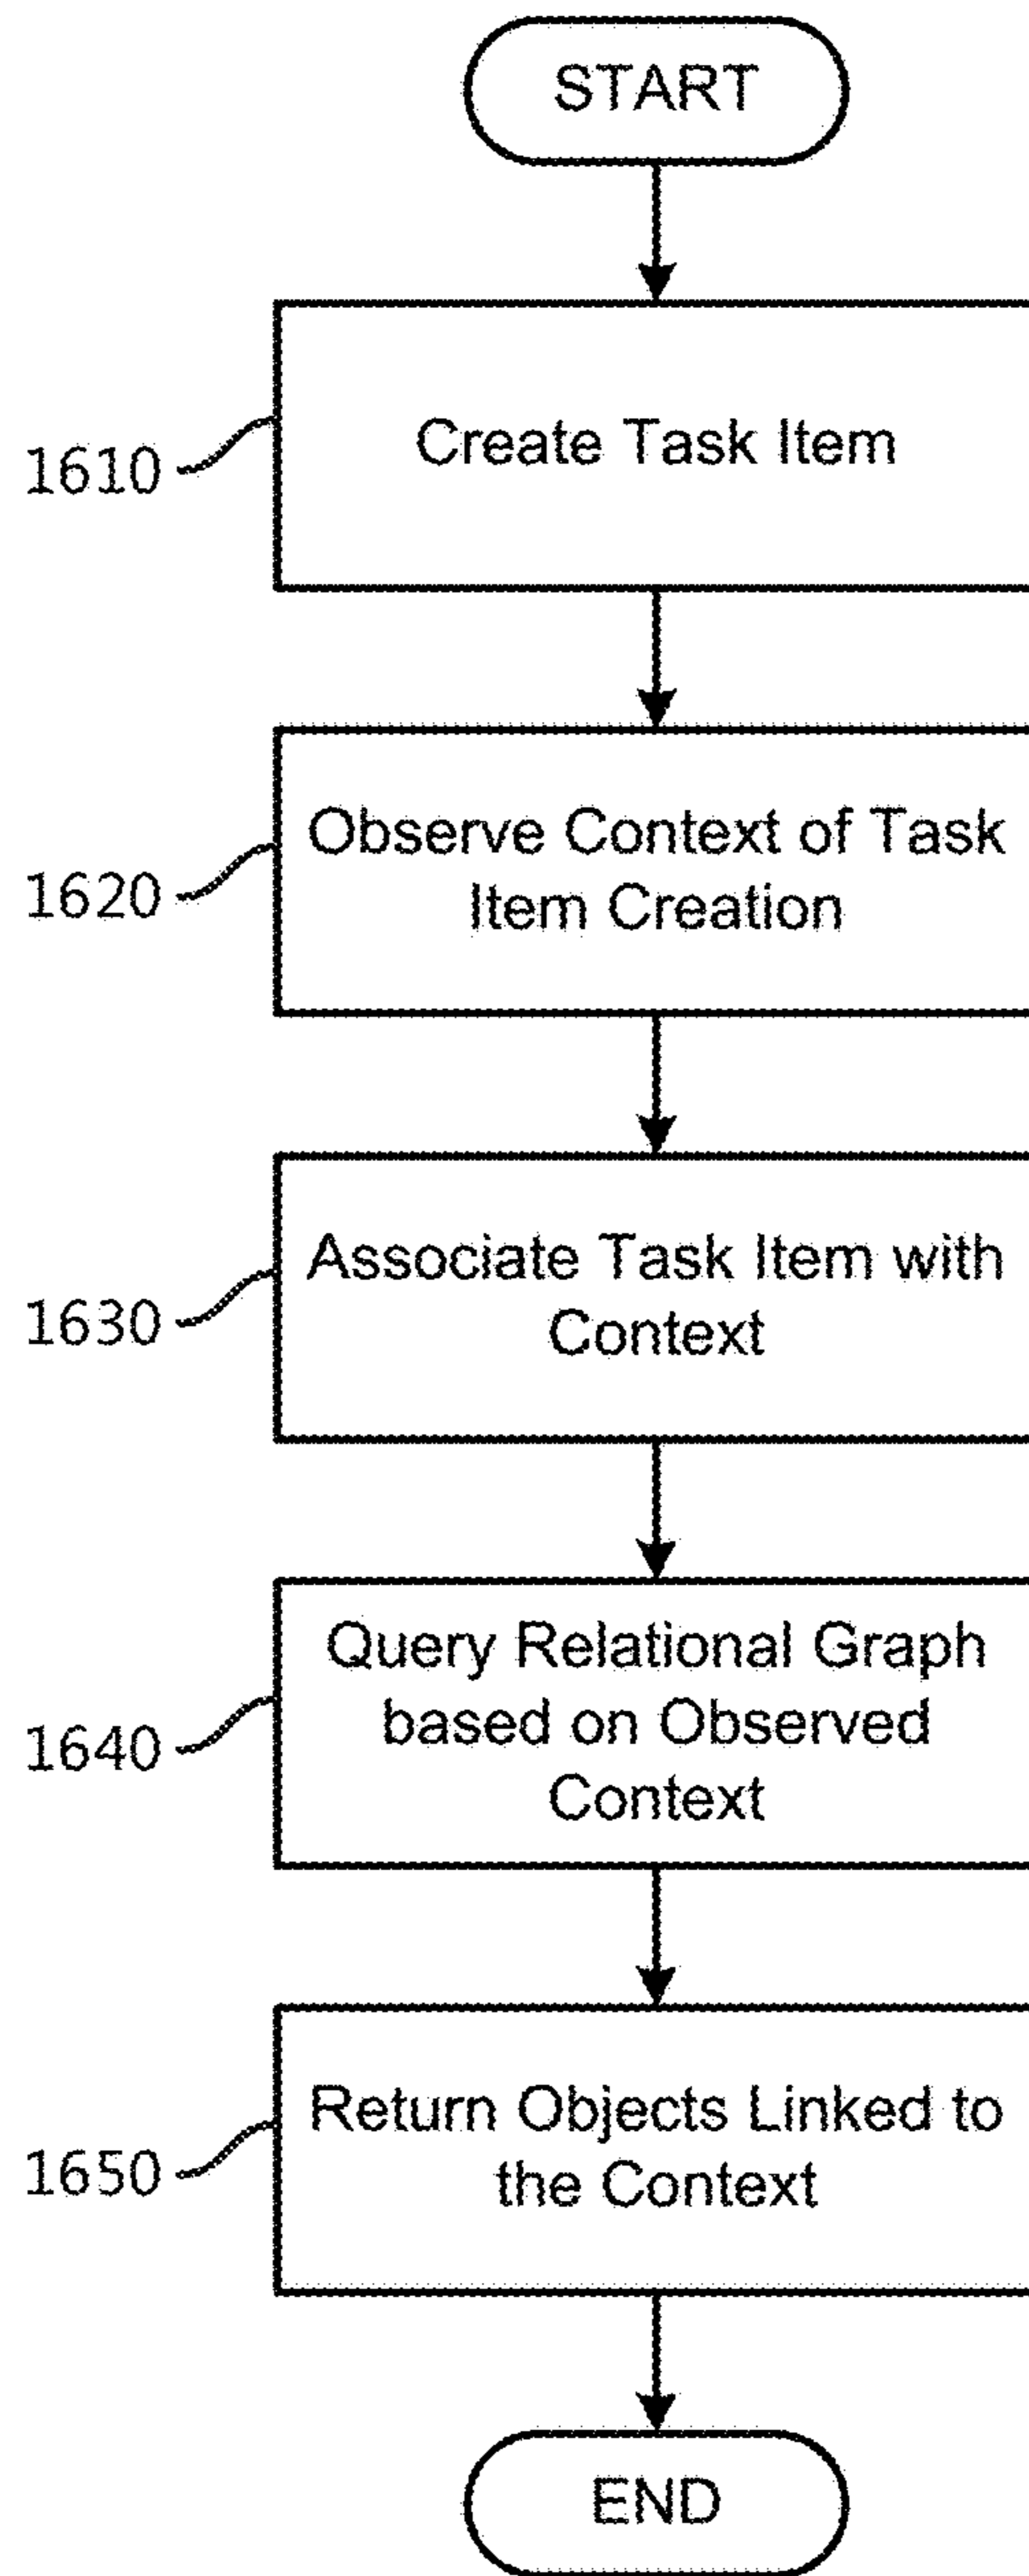 START
1610
Create Task Item
1620
Observe Context of Task
Item Creation
1630
Associate Task Item with
Context
1640
Query Relational Graph
based on Observed
Context
1650
Return Objects Linked to
the Context
END